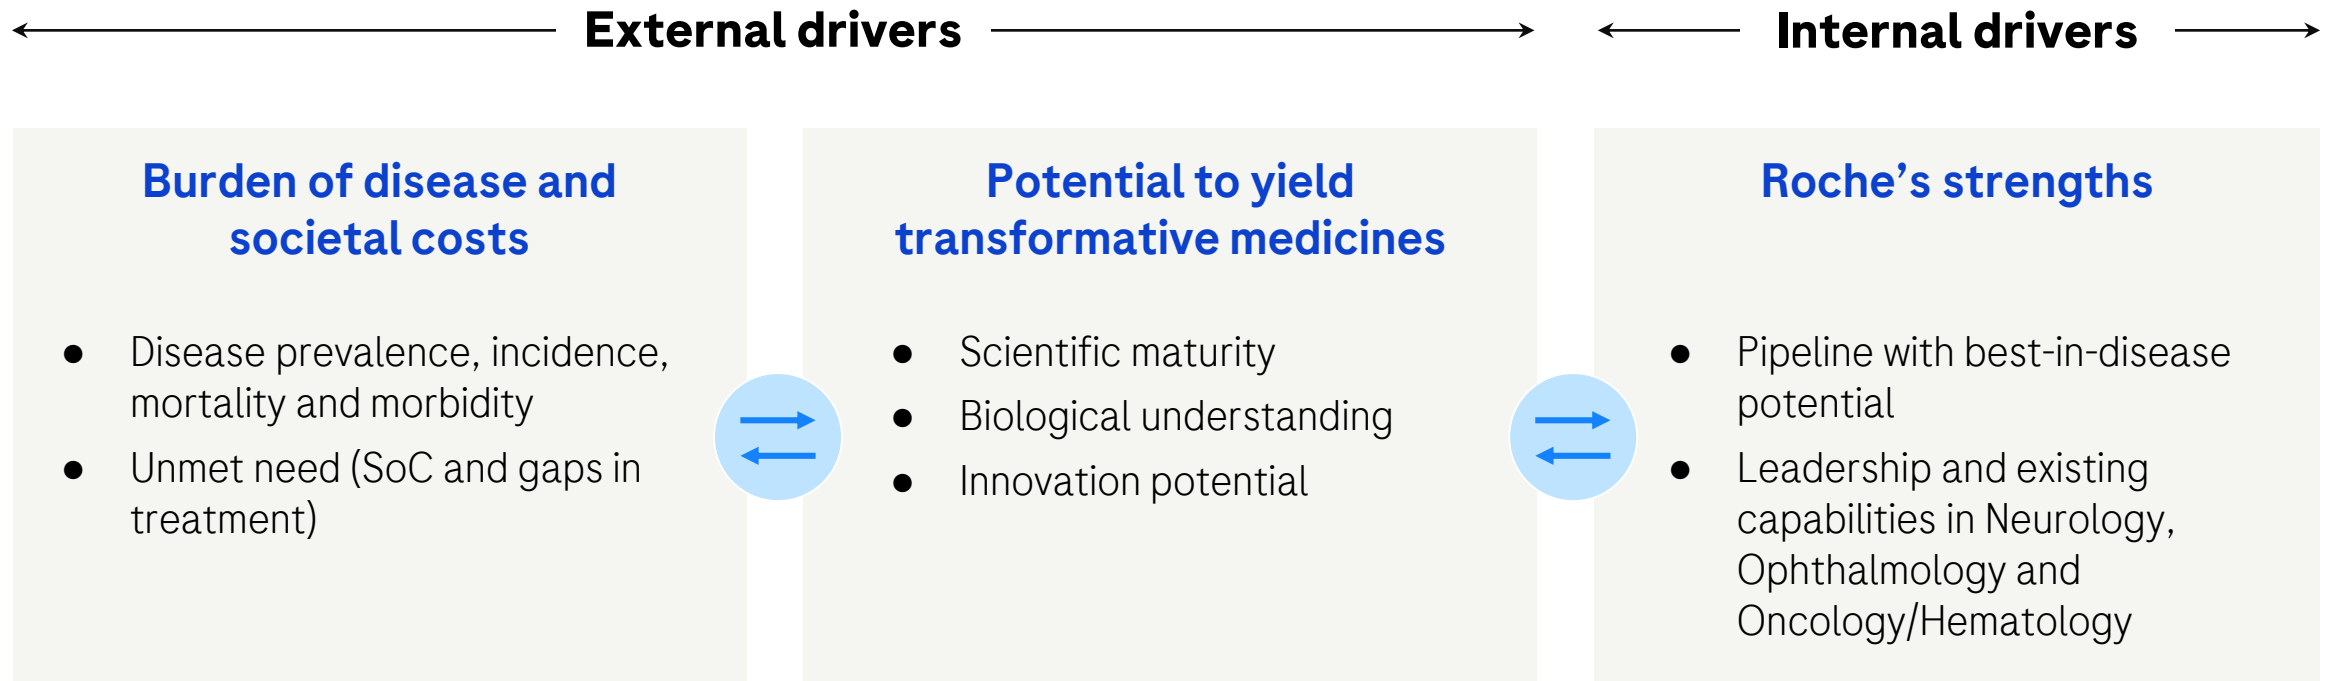 External drivers
Internal drivers
Burden of disease and
societal costs
● Disease prevalence, incidence,
mortality and morbidity
● Unmet need (SoC and gaps in
treatment)
Potential to yield
transformative medicines
● Scientific maturity
● Biological understanding
● Innovation potential
Roche’s strengths
● Pipeline with best-in-disease
potential
● Leadership and existing
capabilities in Neurology,
Ophthalmology and
Oncology/Hematology